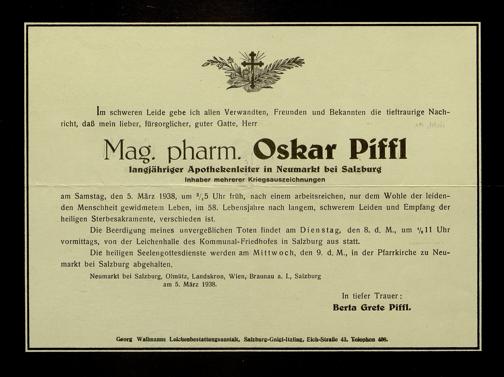 Im schweren Leide gebe ich allen Verwandten, Freunden und Bekannten die tieftraurige Nach-
richt, daß mein lieber, fürsorglicher, guter Gatte, Herr
Mag. pharm. Oskar Piffl
langjähriger Apothekenleiter in Neumarkt bei Salzburg
Inhaber mehrerer Kriegsauszeichnungen
am Samstag, den 5. März 1938, um ³/₄5 Uhr früh, nach einem arbeitsreichen, nur dem Wohle der leiden-
den Menschheit gewidmetem Leben, im 58. Lebensjahre nach langem, schwerem Leiden und Empfang der
heiligen Sterbesakramente, verschieden ist.
Die Beerdigung meines unvergeßlichen Toten findet am Dienstag, den 8. d. M., um 11 Uhr
vormittags, von der Leichenhalle des Kommunal-Friedhofes in Salzburg aus statt.
Die heiligen Seelengottesdienste werden am Mittwoch, den 9. d. M., in der Pfarrkirche zu Neu-
markt bei Salzburg abgehalten.
Neumarkt bei Salzburg, Olmütz, Landskron, Wien, Braunau a. I., Salzburg
am 5. März 1938.
In tiefer Trauer:
Berta Grete Piffl.
Georg Wallmanns Leichenbestattungsanstalt, Salzburg-Gnigl-Itzling, Eich-Straße 43. Telephon